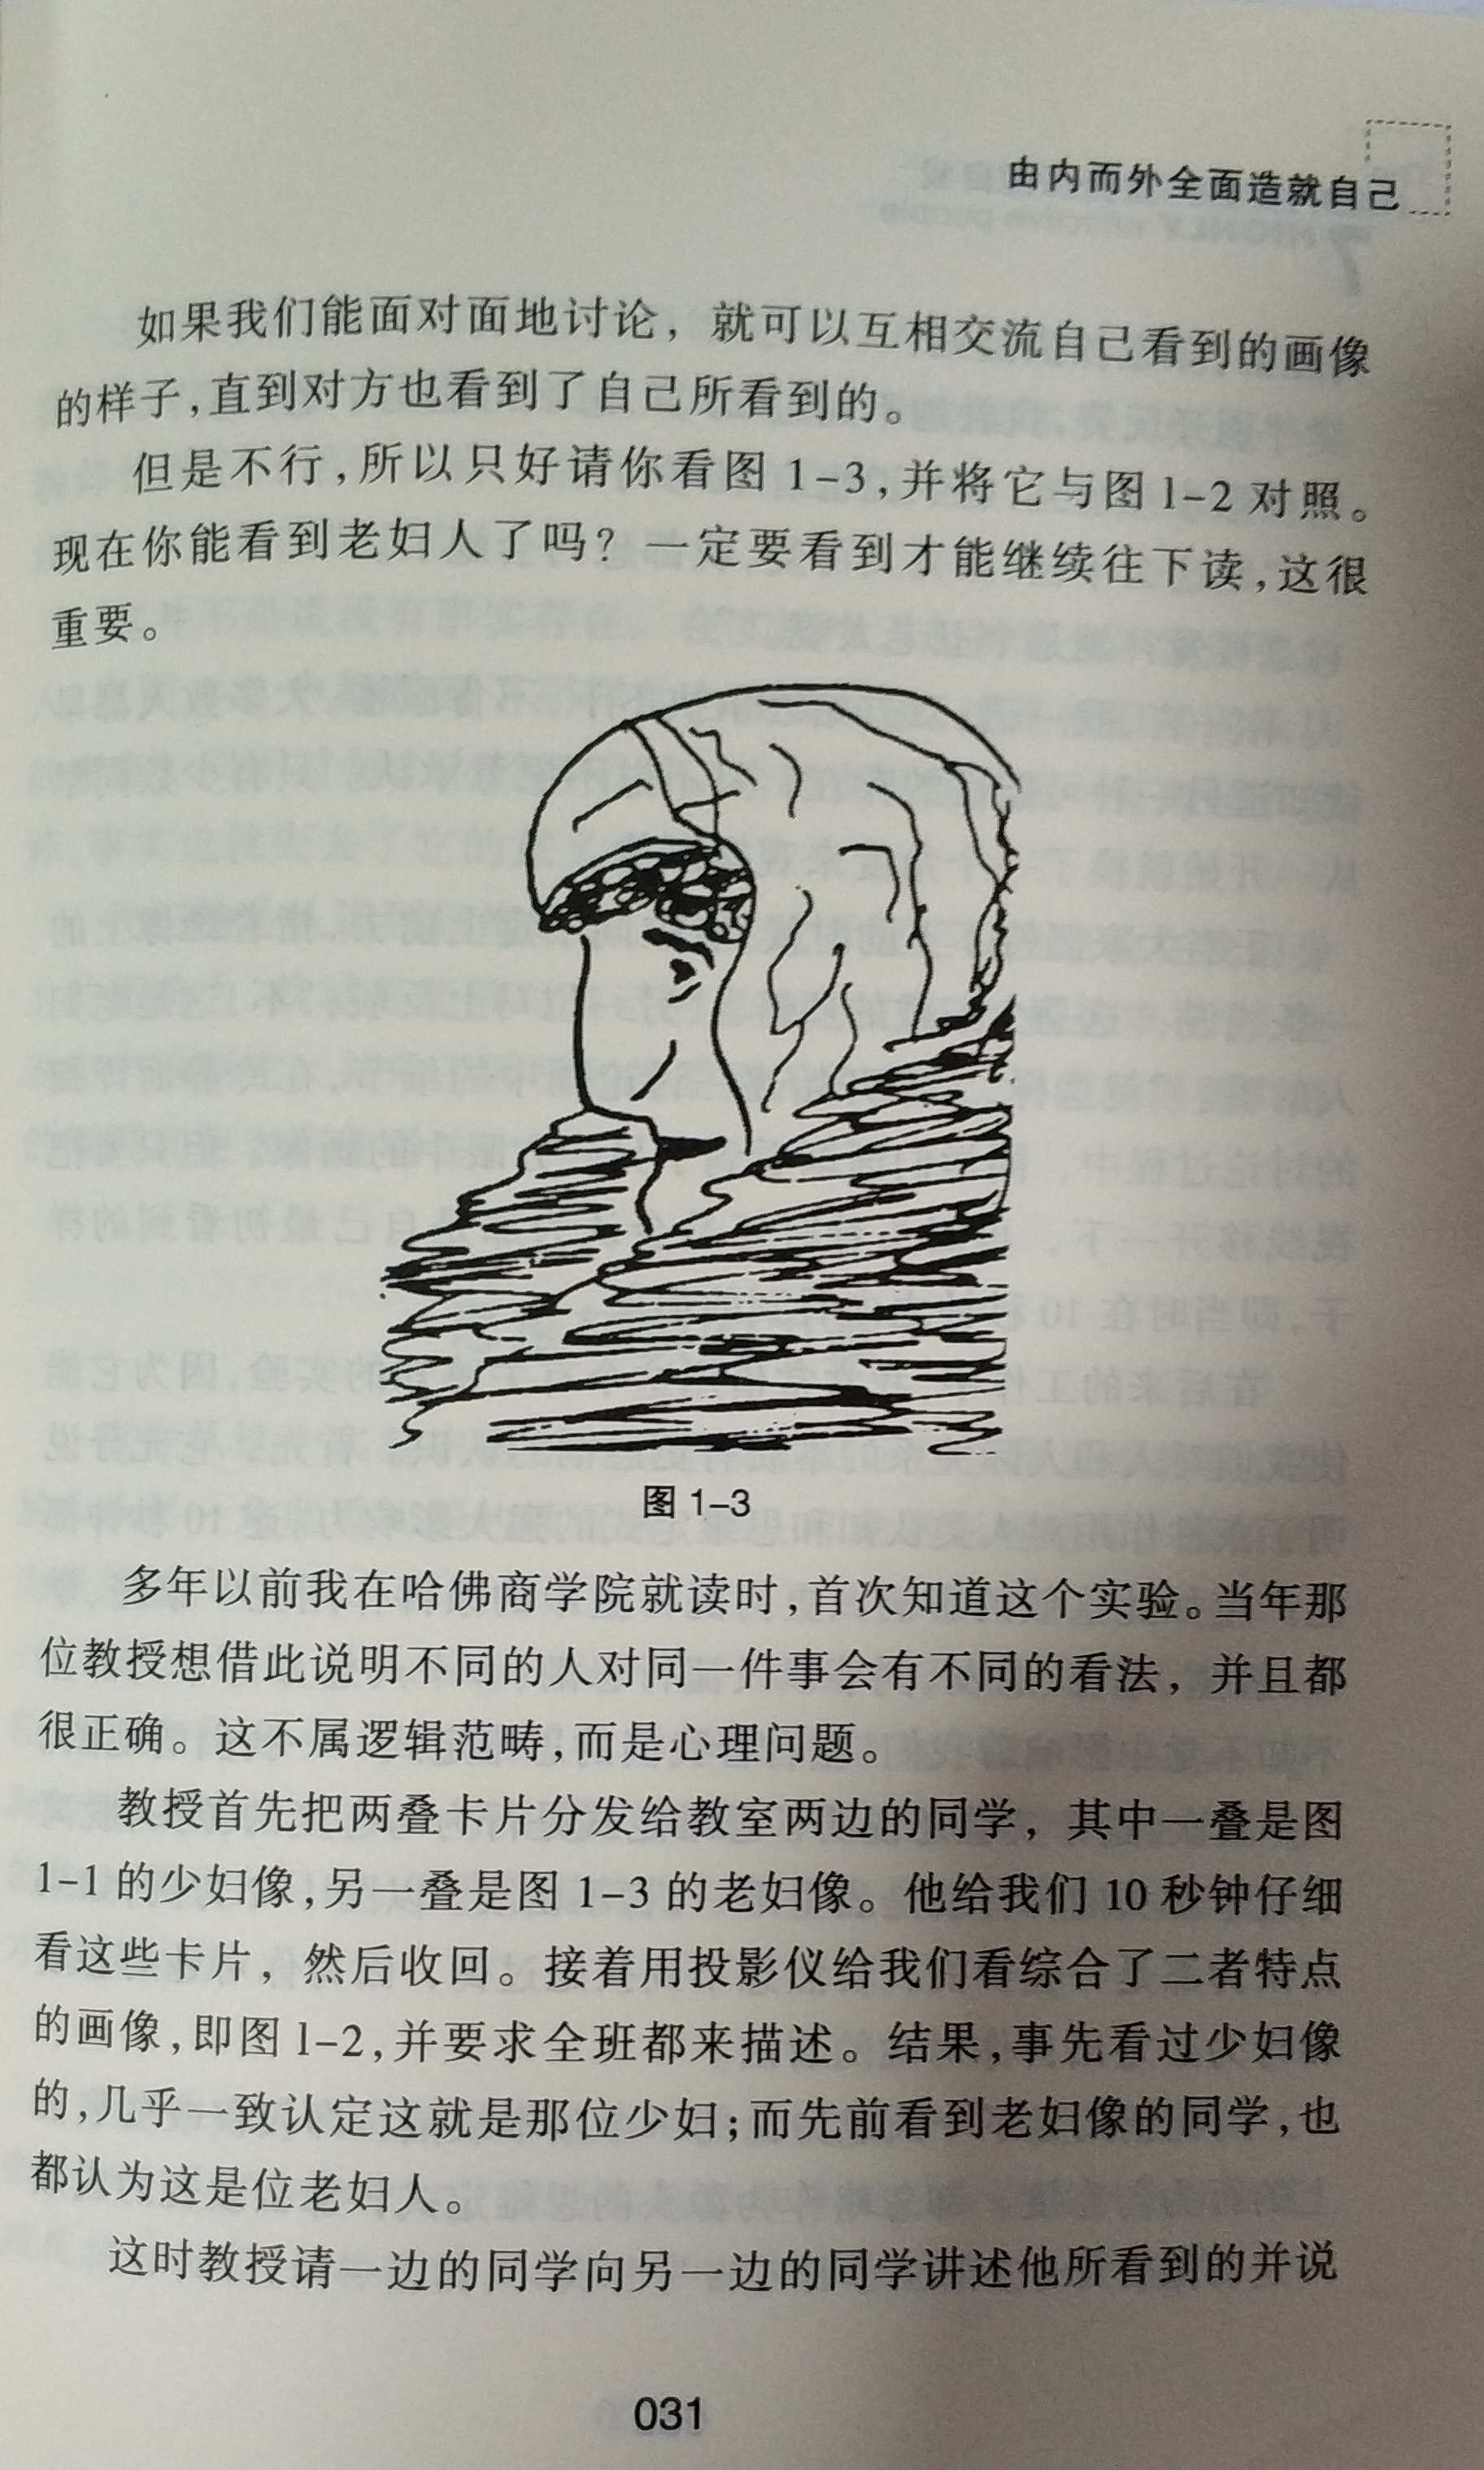 由内而外全面造就自己
如果我们能面对面地讨论，就可以互相交流自己看到的画像
的样子,直到对方也看到了自己所看到的。
但是不行,所以只好请你看图 1-3,并将它与图 1-2 对照。
现在你能看到老妇人了吗？一定要看到才能继续往下读,这很
重要。
图 1-3
多年以前我在哈佛商学院就读时,首次知道这个实验。当年那
位教授想借此说明不同的人对同一件事会有不同的看法，并且都
很正确。这不属逻辑范畴,而是心理问题。
教授首先把两叠卡片分发给教室两边的同学，其中一叠是图
1-1 的少妇像,另一叠是图 1-3 的老妇像。他给我们 10 秒钟仔细
看这些卡片，然后收回。接着用投影仪给我们看综合了二者特点
的画像,即图 1-2,并要求全班都来描述。结果,事先看过少妇像
的,几乎一致认定这就是那位少妇;而先前看到老妇像的同学,也
都认为这是位老妇人。
这时教授请一边的同学向另一边的同学讲述他所看到的并说
031